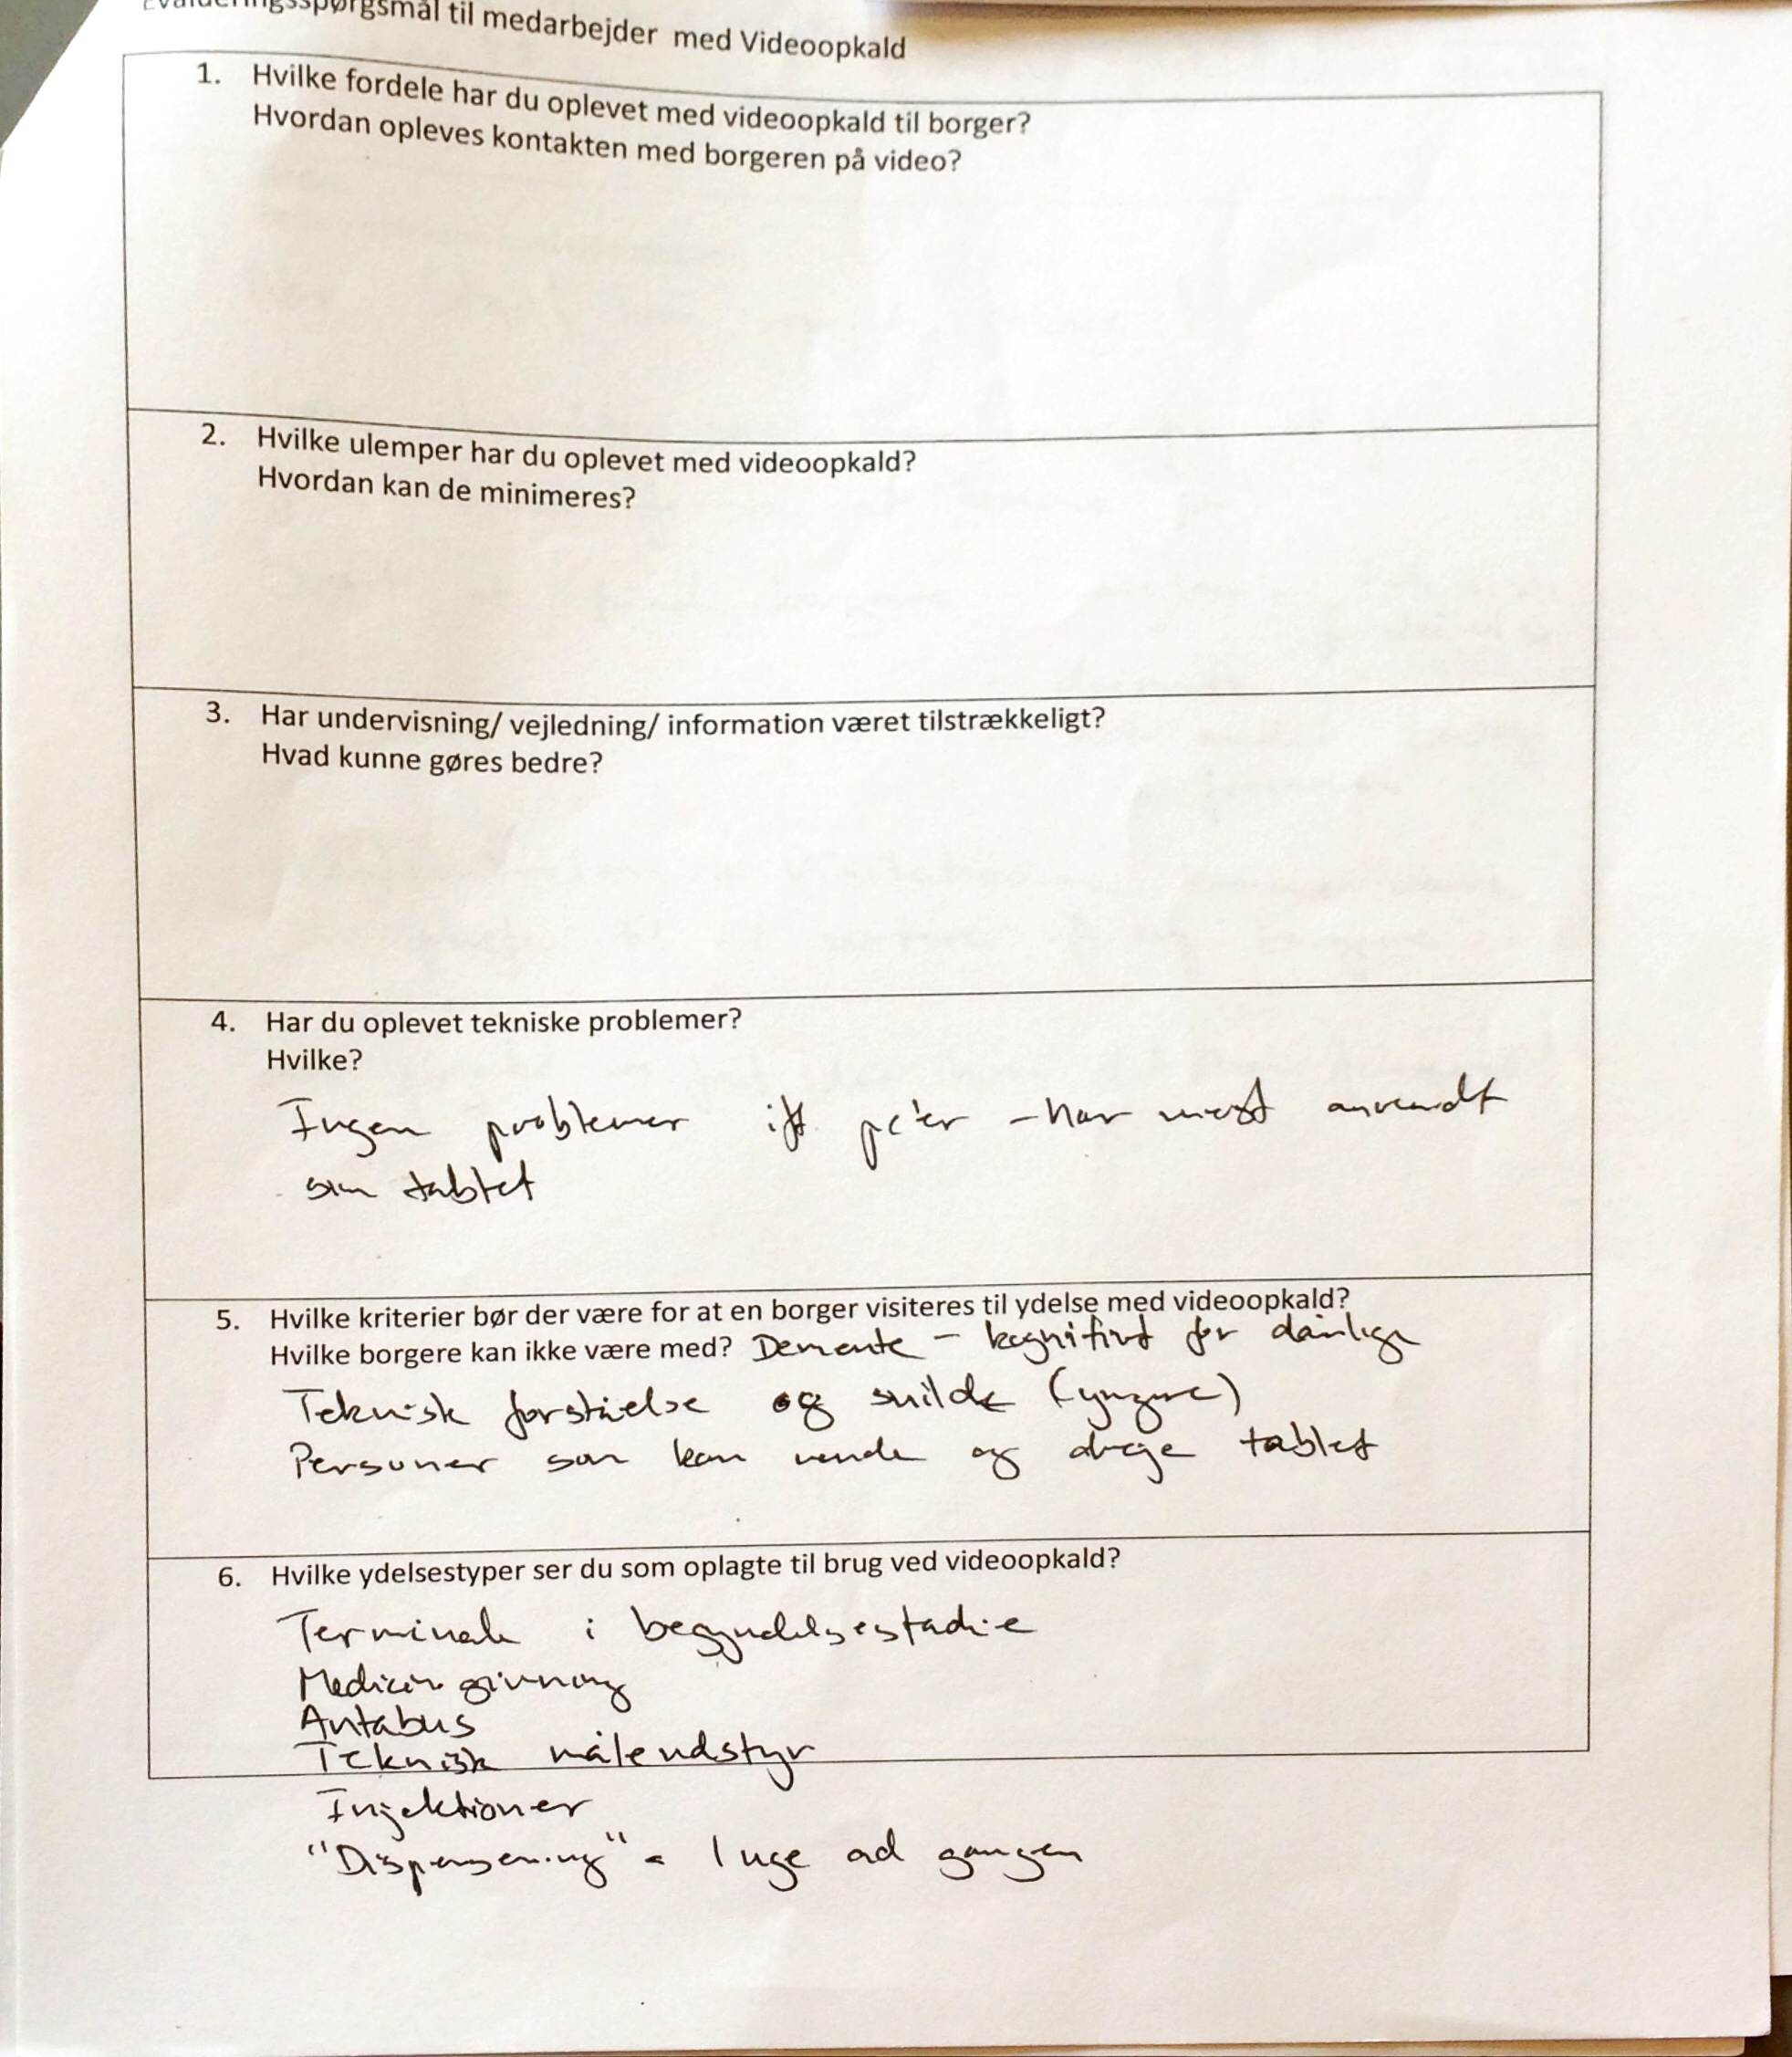 Evalueringsspørgsmål til medarbejder med Videoopkald
1. Hvilke fordele har du oplevet med videoopkald til borger?
Hvordan opleves kontakten med borgeren på video?
2. Hvilke ulemper har du oplevet med videoopkald?
Hvordan kan de minimeres?
3. Har undervisning/ vejledning/ information været tilstrækkeligt?
Hvad kunne gøres bedre?
4. Har du oplevet tekniske problemer?
Hvilke?
Ingen problemer ift pc'er - har mest anvendt
som tablet
5. Hvilke kriterier bør der være for at en borger visiteres til ydelse med videoopkald?
Hvilke borgere kan ikke være med? Demente - kognitivt for dårlige
Teknisk forståelse og snilde (yngre)
Personer som kan vende og dreje tablet
6. Hvilke ydelsestyper ser du som oplagte til brug ved videoopkald?
Terminale i begyndelsesstadie
Medicin givning
Antabus
Teknisk måleudstyr
Injektioner
"Dispensering" - 1 uge ad gangen